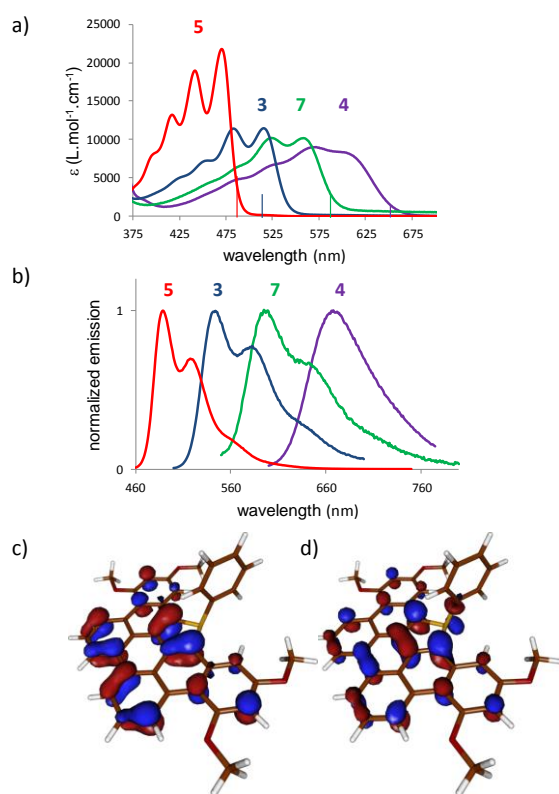 a)
5
3 7 4
ε (L.mol⁻¹.cm⁻¹)
25000
20000
15000
10000
5000
0
375 425 475 525 575 625 675
wavelength (nm)
b)
5 3 7 4
normalized emission
1
0
460 560 660 760
wavelength (nm)
c) d)